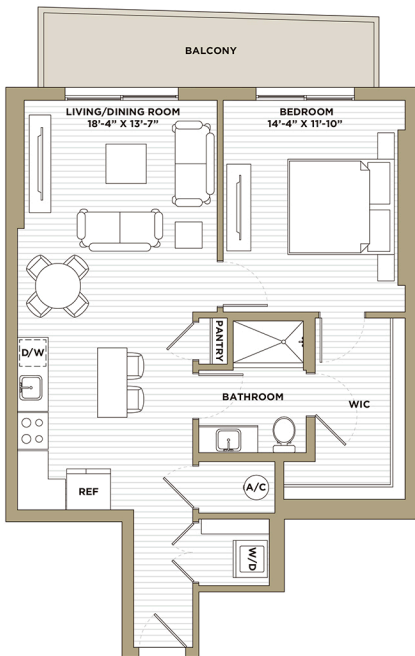 BALCONY
LIVING/DINING ROOM
18'-4" X 13'-7"
BEDROOM
14'-4" X 11'-10"
D/W
PANTRY
BATHROOM
WIC
REF
A/C
W/D